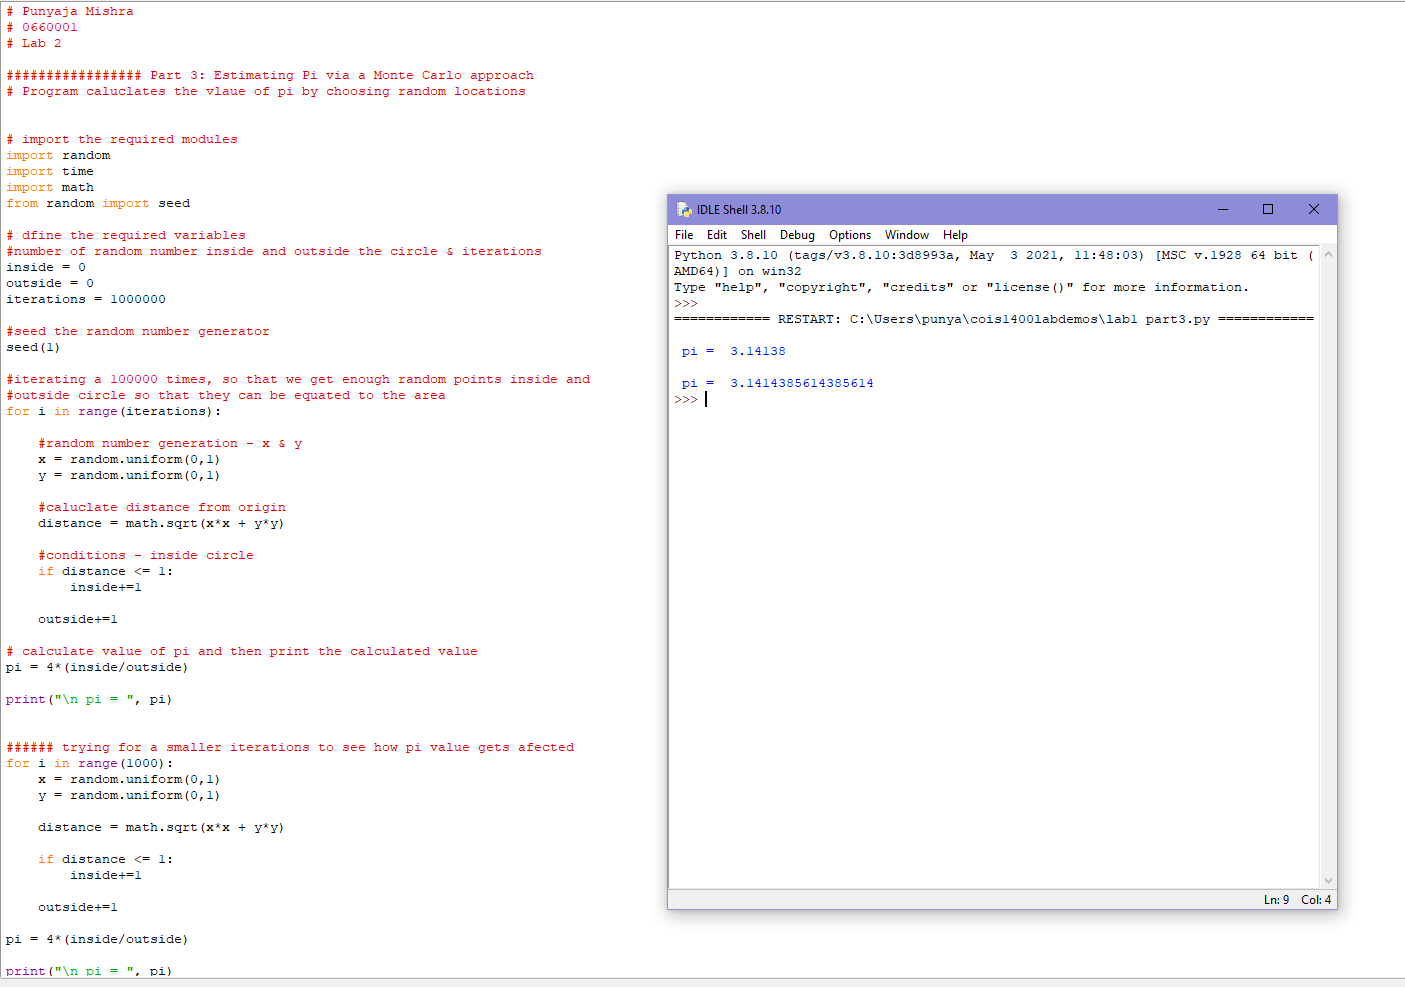 # Punyaja Mishra
# 0660001
# Lab 2
################# Part 3: Estimating Pi via a Monte Carlo approach
# Program caluclates the vlaue of pi by choosing random locations
# import the required modules
import random
import time
import math
from random import seed
# dfine the required variables
#number of random number inside and outside the circle & iterations
inside = 0
outside = 0
iterations = 1000000
#seed the random number generator
seed(1)
#iterating a 100000 times, so that we get enough random points inside and
#outside circle so that they can be equated to the area
for i in range(iterations):
    #random number generation - x & y
    x = random.uniform(0,1)
    y = random.uniform(0,1)
    #caluclate distance from origin
    distance = math.sqrt(x*x + y*y)
    #conditions - inside circle
    if distance <= 1:
        inside+=1
    outside+=1
# calculate value of pi and then print the calculated value
pi = 4*(inside/outside)
print("\n pi = ", pi)
###### trying for a smaller iterations to see how pi value gets afected
for i in range(1000):
    x = random.uniform(0,1)
    y = random.uniform(0,1)
    distance = math.sqrt(x*x + y*y)
    if distance <= 1:
        inside+=1
    outside+=1
pi = 4*(inside/outside)
print("\n pi = ", pi)
IDLE Shell 3.8.10
File Edit Shell Debug Options Window Help
Python 3.8.10 (tags/v3.8.10:3d8993a, May  3 2021, 11:48:03) [MSC v.1928 64 bit (
AMD64)] on win32
Type "help", "copyright", "credits" or "license()" for more information.
>>>
============ RESTART: C:\Users\punya\cois1400labdemos\lab1 part3.py ============
 pi =  3.14138
 pi =  3.1414385614385614
>>>
Ln: 9 Col: 4